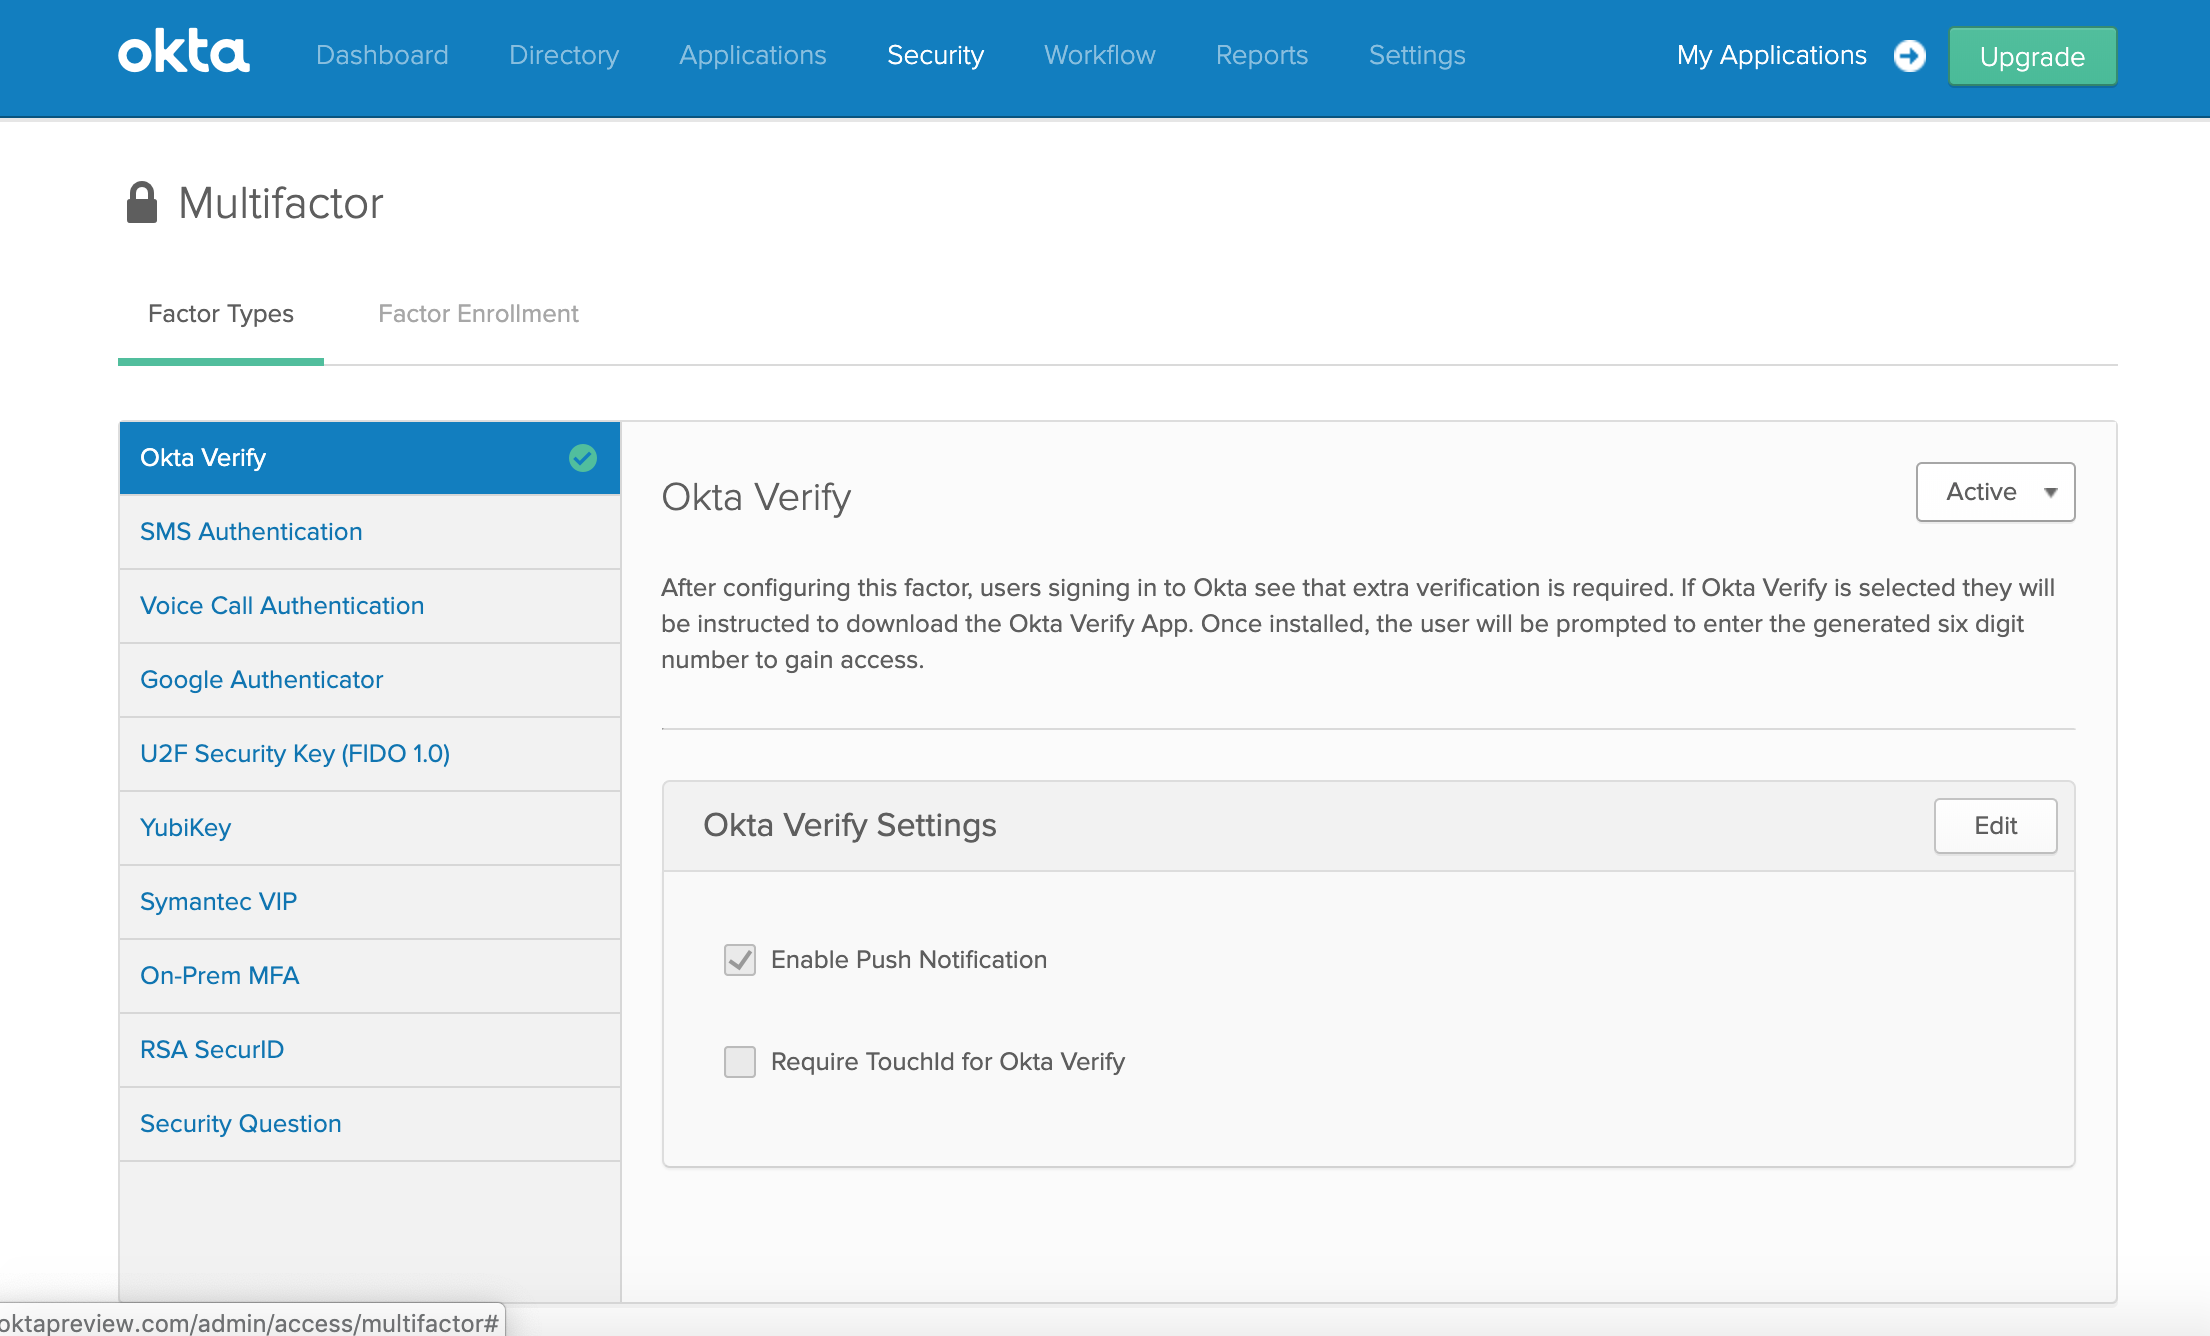 okta
Dashboard
Directory
Applications
Security
Workflow
Reports
Settings
My Applications
Upgrade
Multifactor
Factor Types
Factor Enrollment
Okta Verify
SMS Authentication
Voice Call Authentication
Google Authenticator
U2F Security Key (FIDO 1.0)
YubiKey
Symantec VIP
On-Prem MFA
RSA SecurID
Security Question
Okta Verify
Active
After configuring this factor, users signing in to Okta see that extra verification is required. If Okta Verify is selected they will
be instructed to download the Okta Verify App. Once installed, the user will be prompted to enter the generated six digit
number to gain access.
Okta Verify Settings
Edit
Enable Push Notification
Require TouchId for Okta Verify
oktapreview.com/admin/access/multifactor#